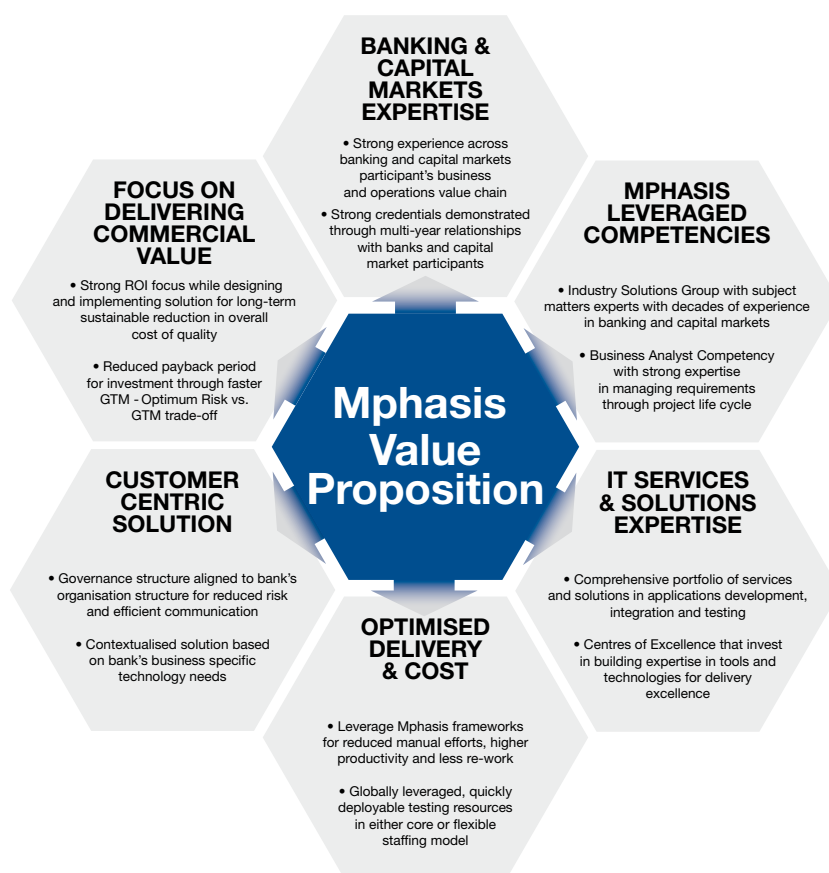 BANKING &
CAPITAL
MARKETS
EXPERTISE
• Strong experience across
banking and capital markets
participant's business
and operations value chain
• Strong credentials demonstrated
through multi-year relationships
with banks and capital
market participants
MPHASIS
LEVERAGED
COMPETENCIES
• Industry Solutions Group with subject
matters experts with decades of experience
in banking and capital markets
• Business Analyst Competency
with strong expertise
in managing requirements
through project life cycle
IT SERVICES
& SOLUTIONS
EXPERTISE
• Comprehensive portfolio of services
and solutions in applications development,
integration and testing
• Centres of Excellence that invest
in building expertise in tools and
technologies for delivery
excellence
OPTIMISED
DELIVERY
& COST
• Leverage Mphasis frameworks
for reduced manual efforts, higher
productivity and less re-work
• Globally leveraged, quickly
deployable testing resources
in either core or flexible
staffing model
CUSTOMER
CENTRIC
SOLUTION
• Governance structure aligned to bank's
organisation structure for reduced risk
and efficient communication
• Contextualised solution based
on bank's business specific
technology needs
FOCUS ON
DELIVERING
COMMERCIAL
VALUE
• Strong ROI focus while designing
and implementing solution for long-term
sustainable reduction in overall
cost of quality
• Reduced payback period
for investment through faster
GTM - Optimum Risk vs.
GTM trade-off
Mphasis
Value
Proposition